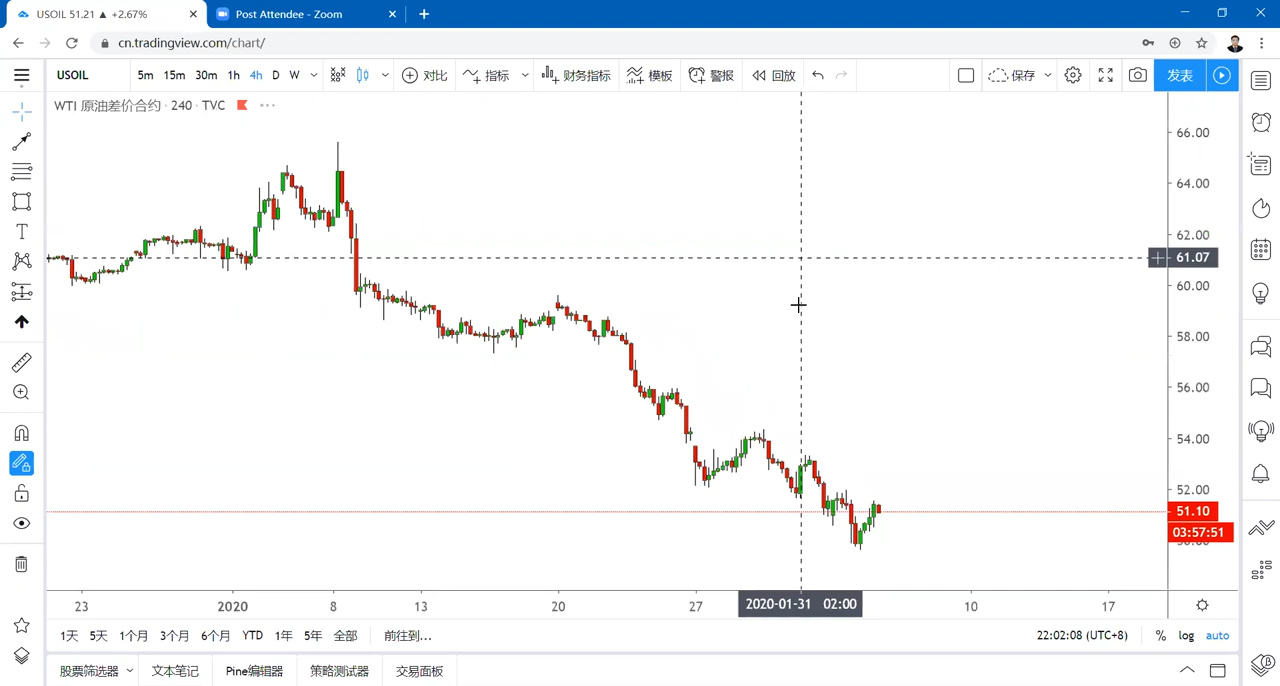 USOIL 51.21 ▲ +2.67%
Post Attendee - Zoom
cn.tradingview.com/chart/
USOIL 5m 15m 30m 1h 4h D W 对比 指标 财务指标 模板 警报 回放 保存 发表
WTI 原油差价合约 · 240 · TVC
66.00
64.00
62.00
61.07
60.00
58.00
56.00
54.00
52.00
51.10
03:57:51
23 2020 8 13 20 27 2020-01-31 02:00 10 17
1天 5天 1个月 3个月 6个月 YTD 1年 5年 全部 前往到... 22:02:08 (UTC+8) % log auto
股票筛选器 文本笔记 Pine编辑器 策略测试器 交易面板